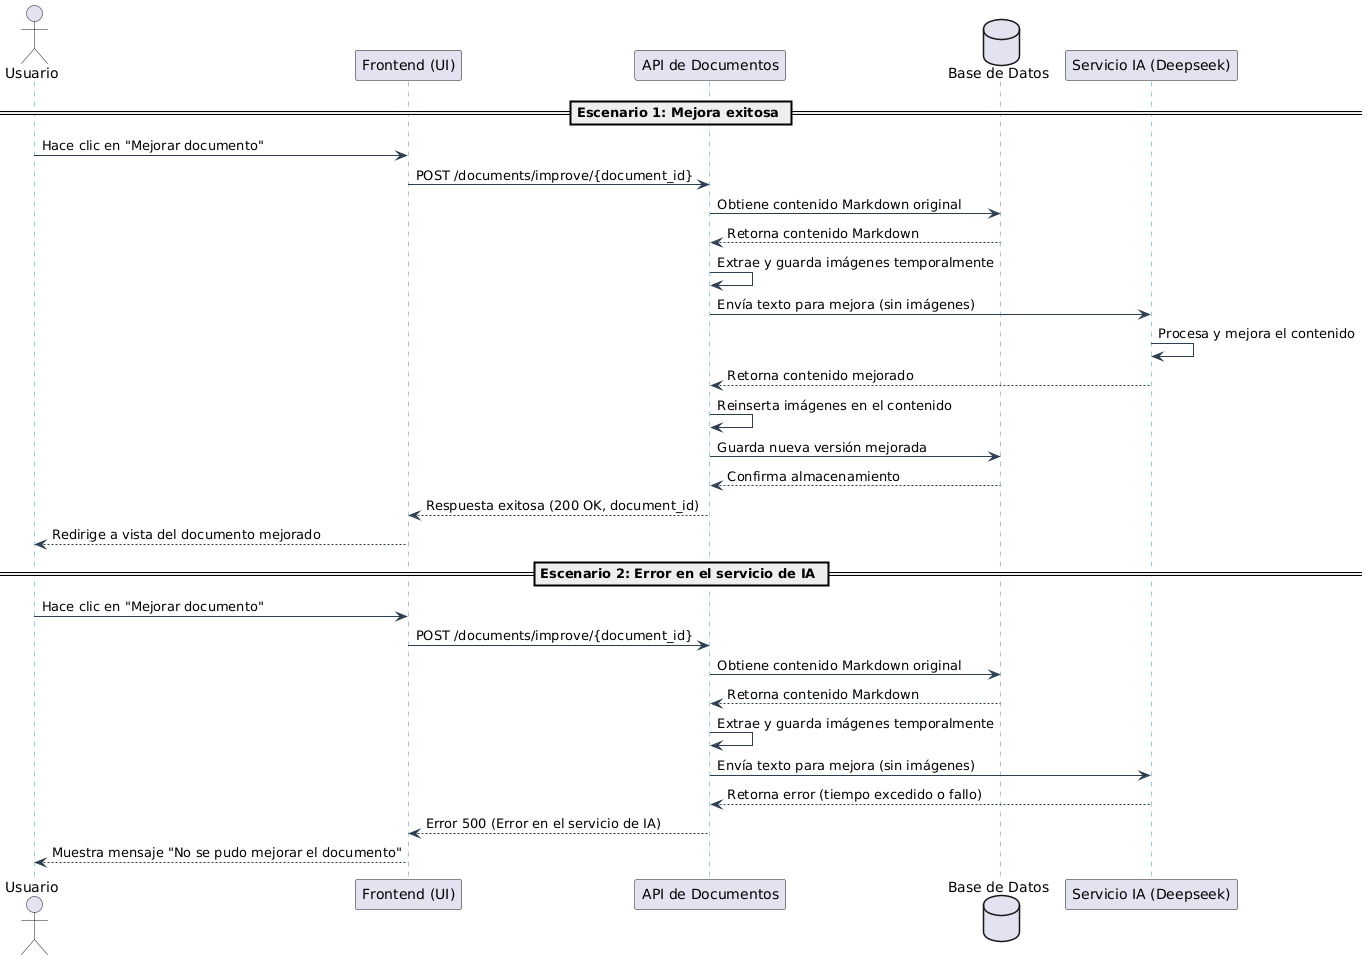 Usuario
Frontend (UI)
API de Documentos
Base de Datos
Servicio IA (Deepseek)
Escenario 1: Mejora exitosa
Hace clic en "Mejorar documento"
POST /documents/improve/{document_id}
Obtiene contenido Markdown original
Retorna contenido Markdown
Extrae y guarda imágenes temporalmente
Envía texto para mejora (sin imágenes)
Procesa y mejora el contenido
Retorna contenido mejorado
Reinserta imágenes en el contenido
Guarda nueva versión mejorada
Confirma almacenamiento
Respuesta exitosa (200 OK, document_id)
Redirige a vista del documento mejorado
Escenario 2: Error en el servicio de IA
Hace clic en "Mejorar documento"
POST /documents/improve/{document_id}
Obtiene contenido Markdown original
Retorna contenido Markdown
Extrae y guarda imágenes temporalmente
Envía texto para mejora (sin imágenes)
Retorna error (tiempo excedido o fallo)
Error 500 (Error en el servicio de IA)
Muestra mensaje "No se pudo mejorar el documento"
Usuario
Frontend (UI)
API de Documentos
Base de Datos
Servicio IA (Deepseek)